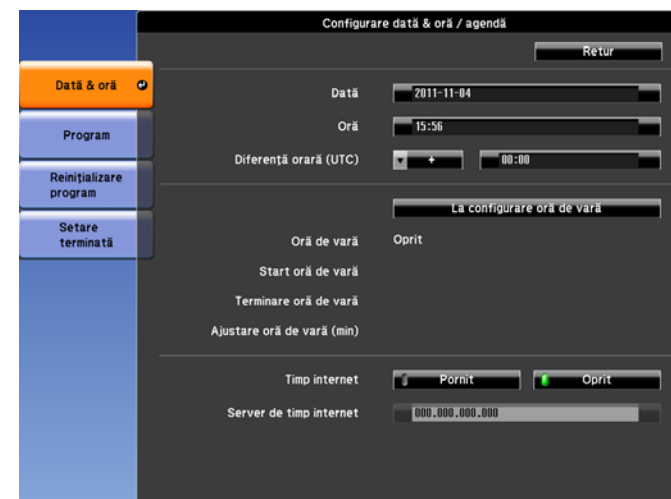 Configurare dată & oră / agendă
Retur
Dată & oră
Program
Reinițializare
program
Setare
terminată
Dată 2011-11-04
Oră 15:56
Diferență orară (UTC) + 00:00
La configurare oră de vară
Oră de vară Oprit
Start oră de vară
Terminare oră de vară
Ajustare oră de vară (min)
Timp internet Pornit Oprit
Server de timp internet 000.000.000.000